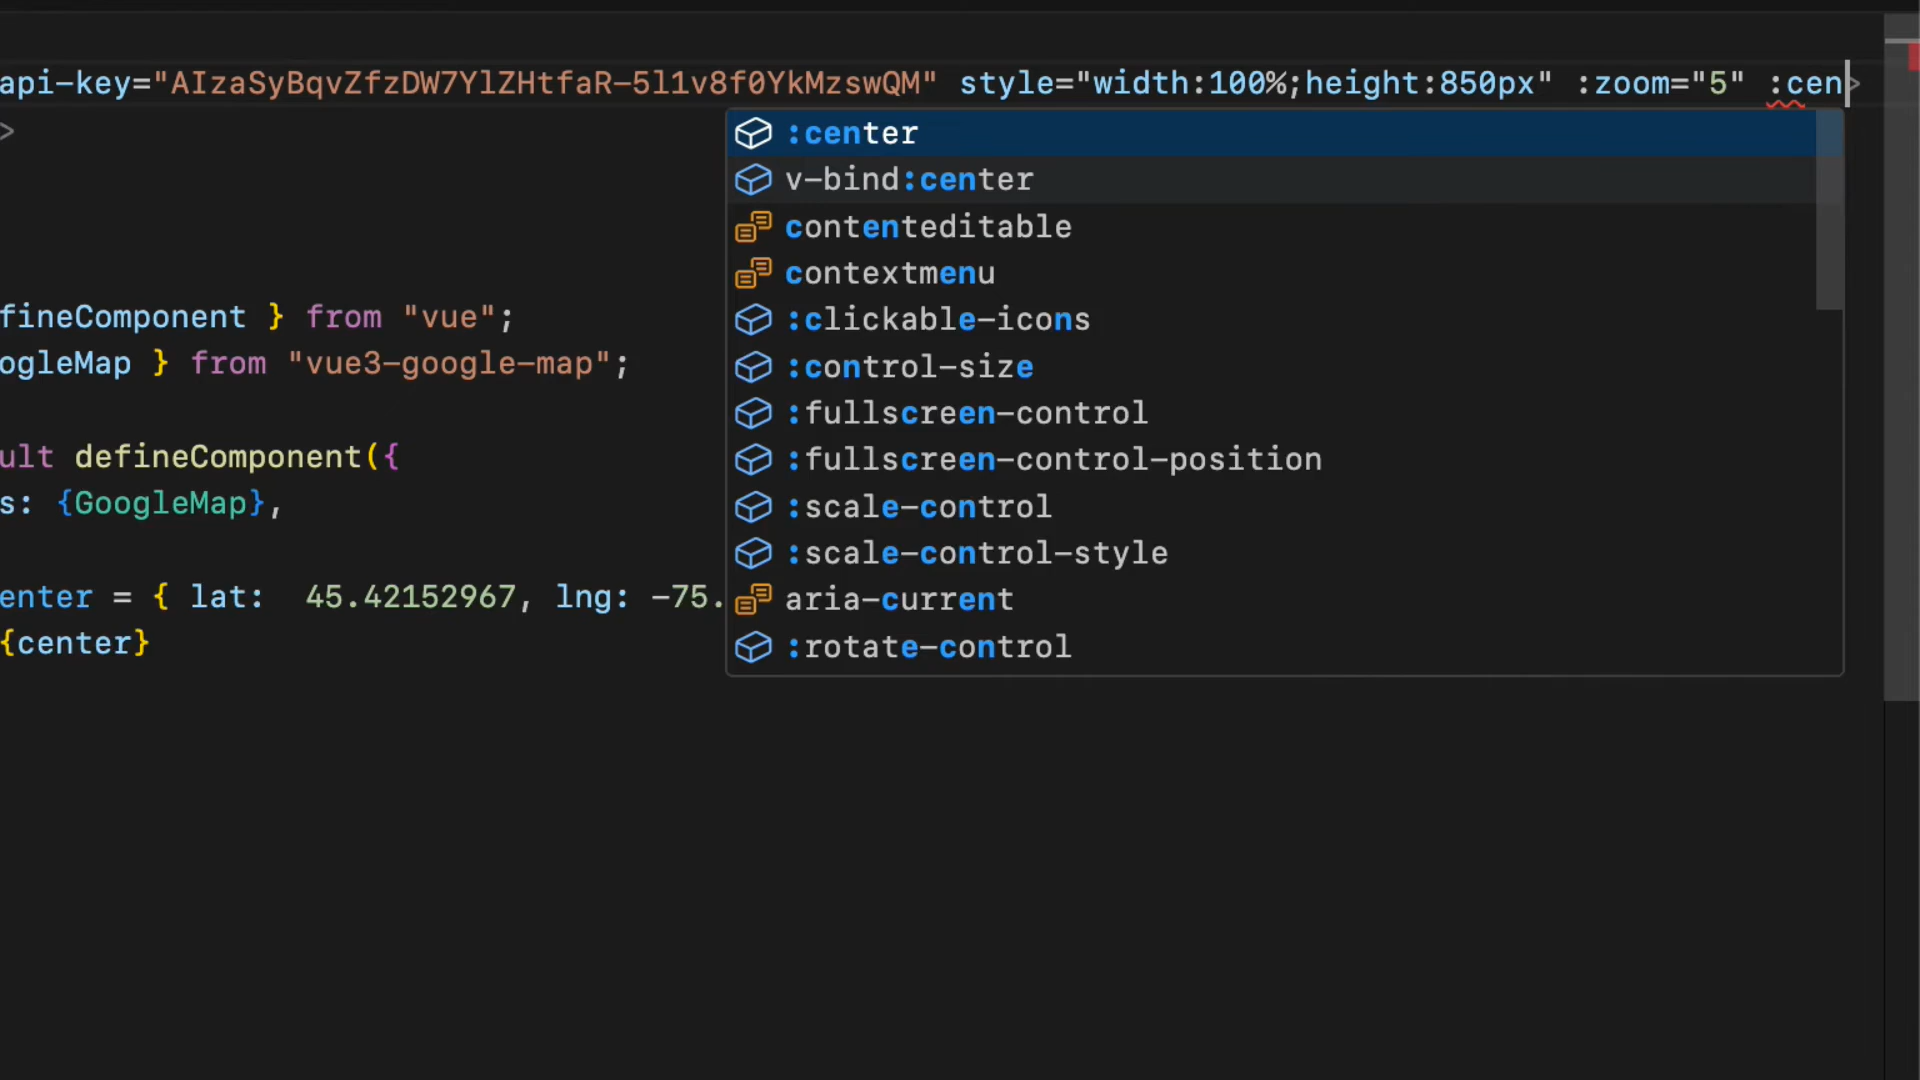 api-key="AIzaSyBqvZfzDW7YlZHtfaR-5l1v8f0YkMzswQM" style="width:100%;height:850px" :zoom="5" :cen>
>
:center
v-bind:center
contenteditable
contextmenu
:clickable-icons
:control-size
:fullscreen-control
:fullscreen-control-position
:scale-control
:scale-control-style
aria-current
:rotate-control
fineComponent } from "vue";
ogleMap } from "vue3-google-map";
ult defineComponent({
s: {GoogleMap},
enter = { lat:  45.42152967, lng: -75.
{center}